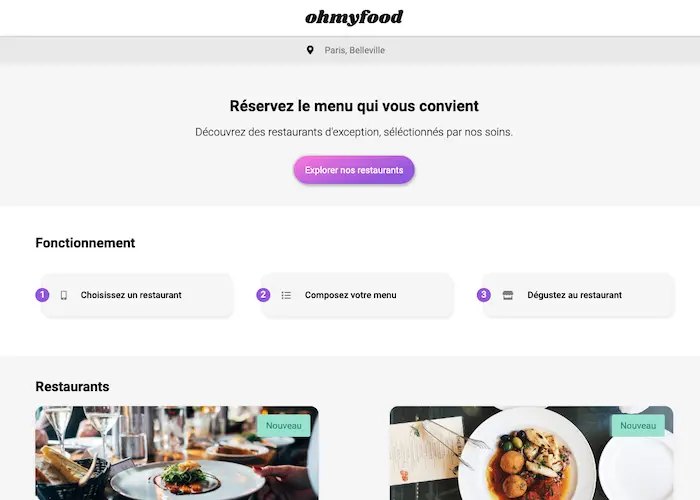 ohmyfood
Paris, Belleville
Réservez le menu qui vous convient
Découvrez des restaurants d'exception, séléctionnés par nos soins.
Explorer nos restaurants
Fonctionnement
1 Choisissez un restaurant
2 Composez votre menu
3 Dégustez au restaurant
Restaurants
Nouveau
Nouveau